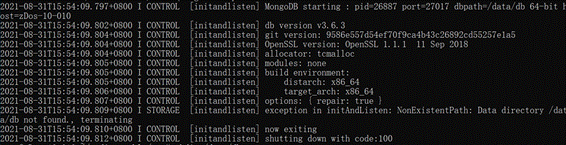 2021-08-31T15:54:09.797+0800 I CONTROL  [initandlisten] MongoDB starting : pid=26887 port=27017 dbpath=/data/db 64-bit h
ost=zDos-10-010
2021-08-31T15:54:09.802+0800 I CONTROL  [initandlisten] db version v3.6.3
2021-08-31T15:54:09.804+0800 I CONTROL  [initandlisten] git version: 9586e557d54ef70f9ca4b43c26892cd55257e1a5
2021-08-31T15:54:09.804+0800 I CONTROL  [initandlisten] OpenSSL version: OpenSSL 1.1.1  11 Sep 2018
2021-08-31T15:54:09.804+0800 I CONTROL  [initandlisten] allocator: tcmalloc
2021-08-31T15:54:09.805+0800 I CONTROL  [initandlisten] modules: none
2021-08-31T15:54:09.805+0800 I CONTROL  [initandlisten] build environment:
2021-08-31T15:54:09.806+0800 I CONTROL  [initandlisten]     distarch: x86_64
2021-08-31T15:54:09.806+0800 I CONTROL  [initandlisten]     target_arch: x86_64
2021-08-31T15:54:09.807+0800 I CONTROL  [initandlisten] options: { repair: true }
2021-08-31T15:54:09.809+0800 I STORAGE  [initandlisten] exception in initAndListen: NonExistentPath: Data directory /dat
a/db not found., terminating
2021-08-31T15:54:09.810+0800 I CONTROL  [initandlisten] now exiting
2021-08-31T15:54:09.812+0800 I CONTROL  [initandlisten] shutting down with code:100